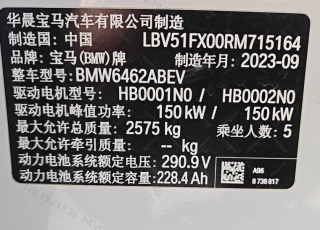 华晨宝马汽车有限公司制造
制造国：中国 LBV51FX00RM715164
品牌：宝马(BMW) 制造年月：2023-09
整车型号：BMW6462ABEV
驱动电机型号：HB0001N0 / HB0002N0
驱动电机峰值功率：150 kW / 150 kW
最大允许总质量：2575 kg 乘坐人数：5
最大允许牵引质量：-- kg
动力电池系统额定电压：290.9 V
动力电池系统额定容量：228.4 Ah
A96
8 738 817